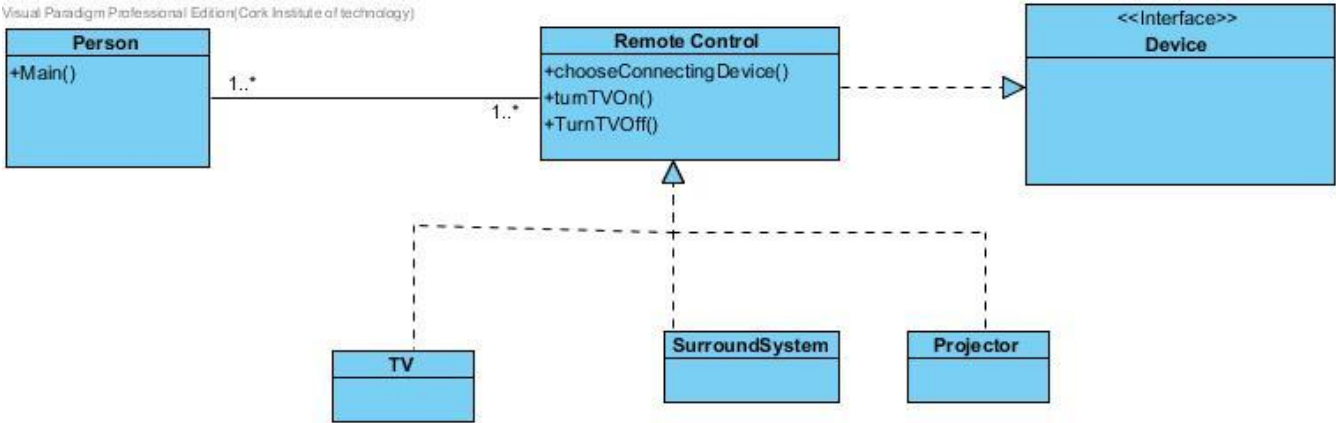 Visual Paradigm Professional Edition(Cork Institute of technology)
Person
+Main()
1..*
1..*
Remote Control
+chooseConnectingDevice()
+turnTVOn()
+TurnTVOff()
<<Interface>>
Device
TV
SurroundSystem
Projector